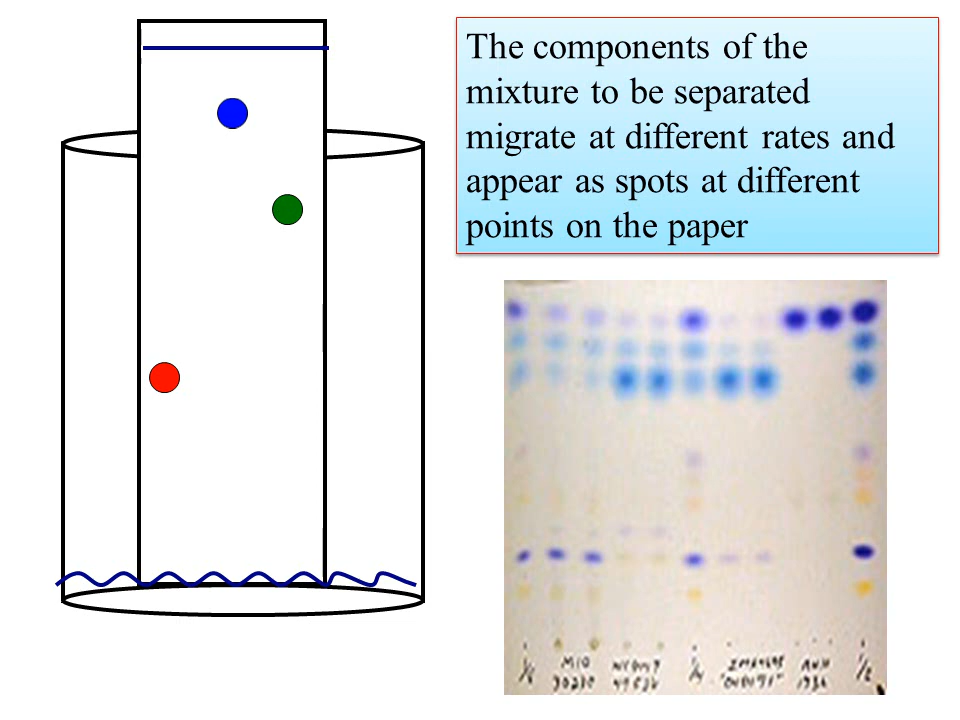 The components of the
mixture to be separated
migrate at different rates and
appear as spots at different
points on the paper
M10